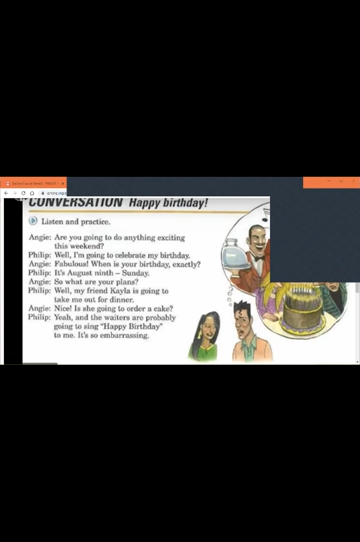 CONVERSATION Happy birthday!
Listen and practice.
Angie: Are you going to do anything exciting
this weekend?
Philip: Well, I'm going to celebrate my birthday.
Angie: Fabulous! When is your birthday, exactly?
Philip: It's August ninth – Sunday.
Angie: So what are your plans?
Philip: Well, my friend Kayla is going to
take me out for dinner.
Angie: Nice! Is she going to order a cake?
Philip: Yeah, and the waiters are probably
going to sing "Happy Birthday"
to me. It's so embarrassing.